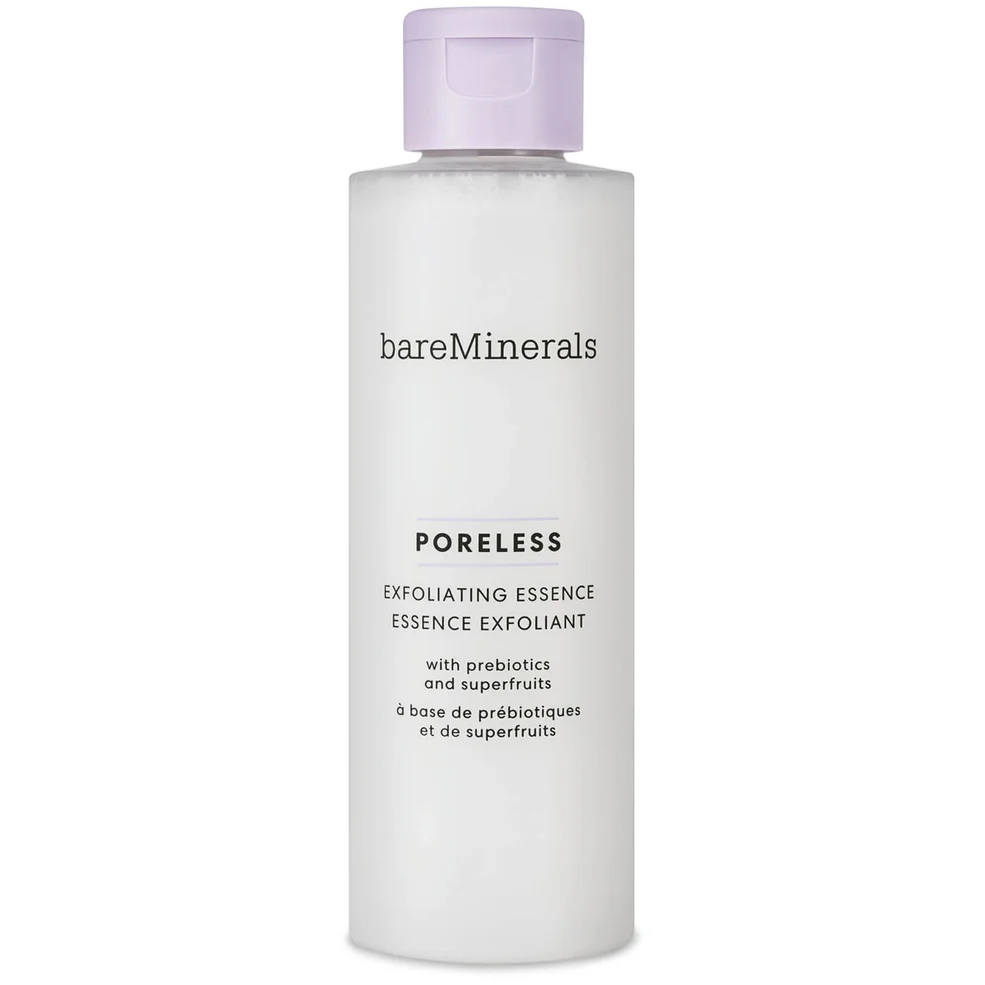 bareMinerals
PORELESS
EXFOLIATING ESSENCE
ESSENCE EXFOLIANT
with prebiotics
and superfruits
à base de prébiotiques
et de superfruits